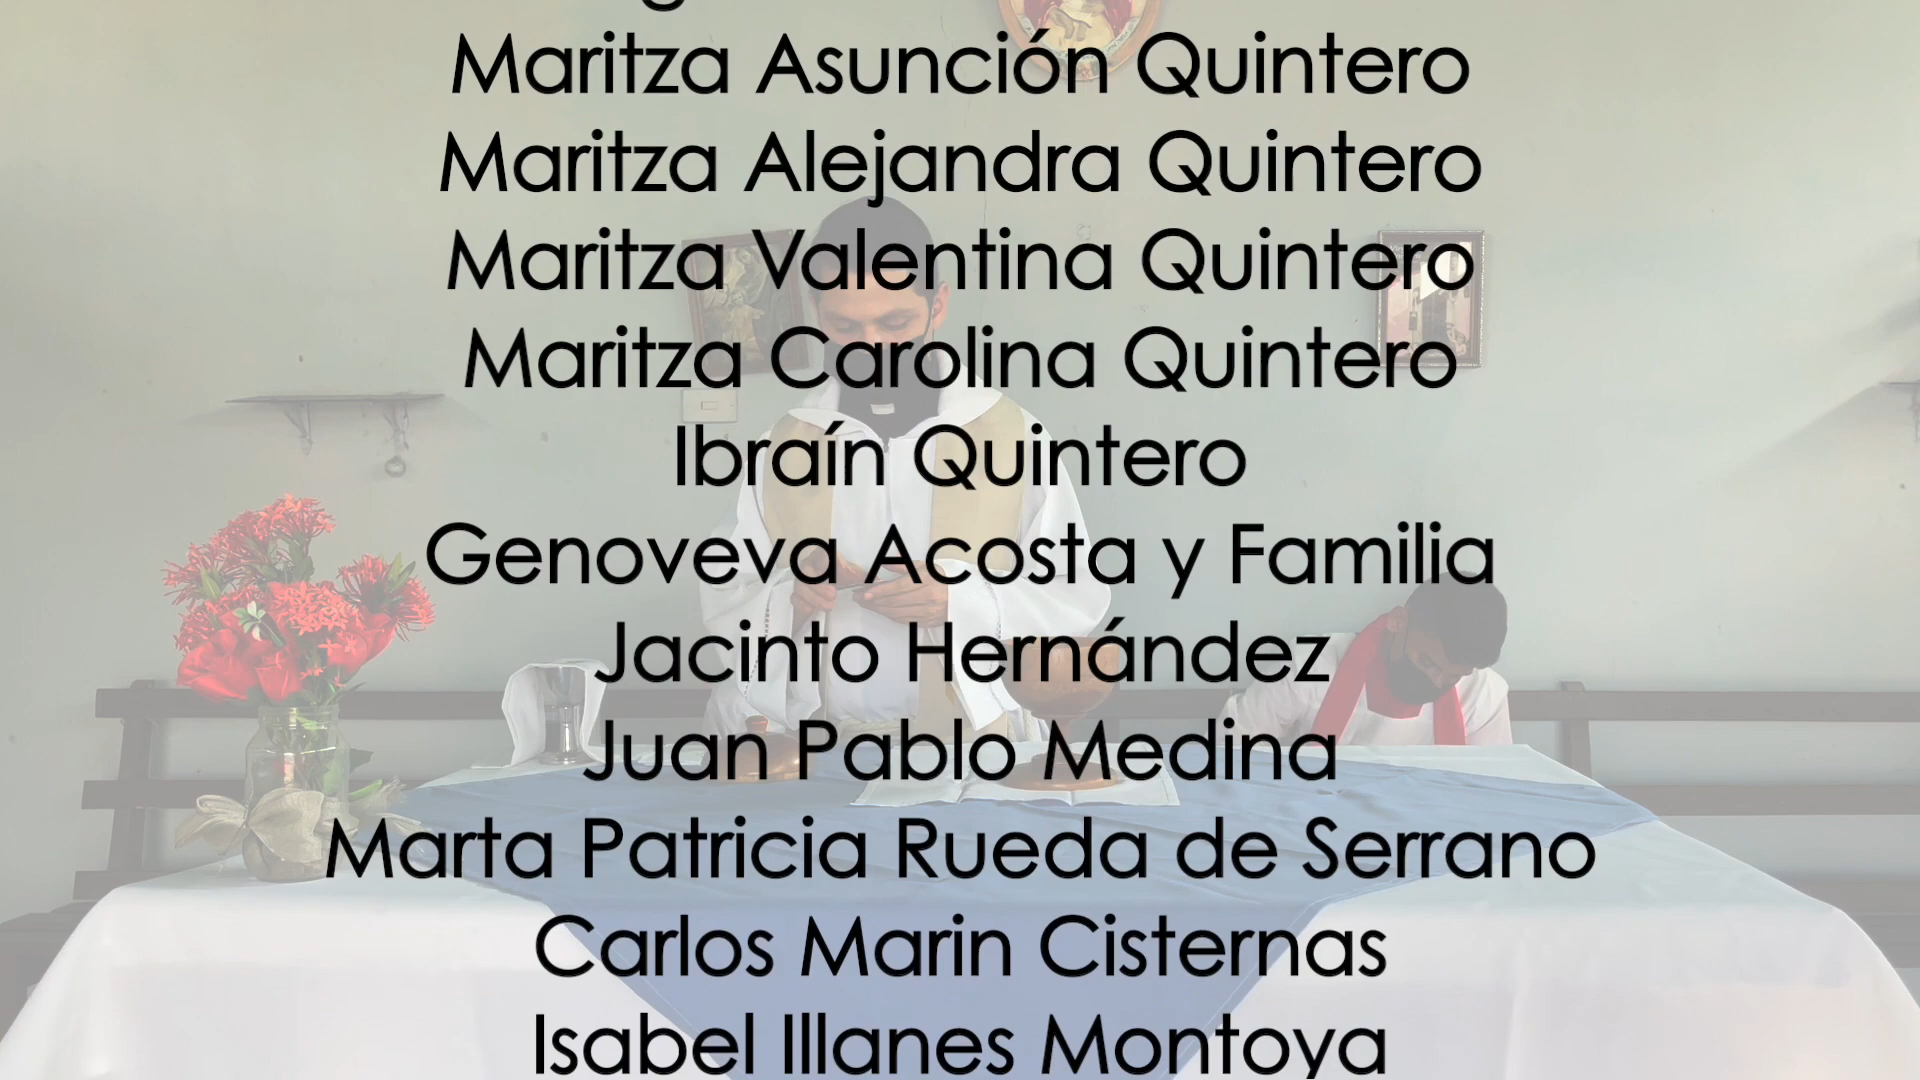 Maritza Asunción Quintero
Maritza Alejandra Quintero
Maritza Valentina Quintero
Maritza Carolina Quintero
Ibraín Quintero
Genoveva Acosta y Familia
Jacinto Hernández
Juan Pablo Medina
Marta Patricia Rueda de Serrano
Carlos Marin Cisternas
Isabel Illanes Montoya